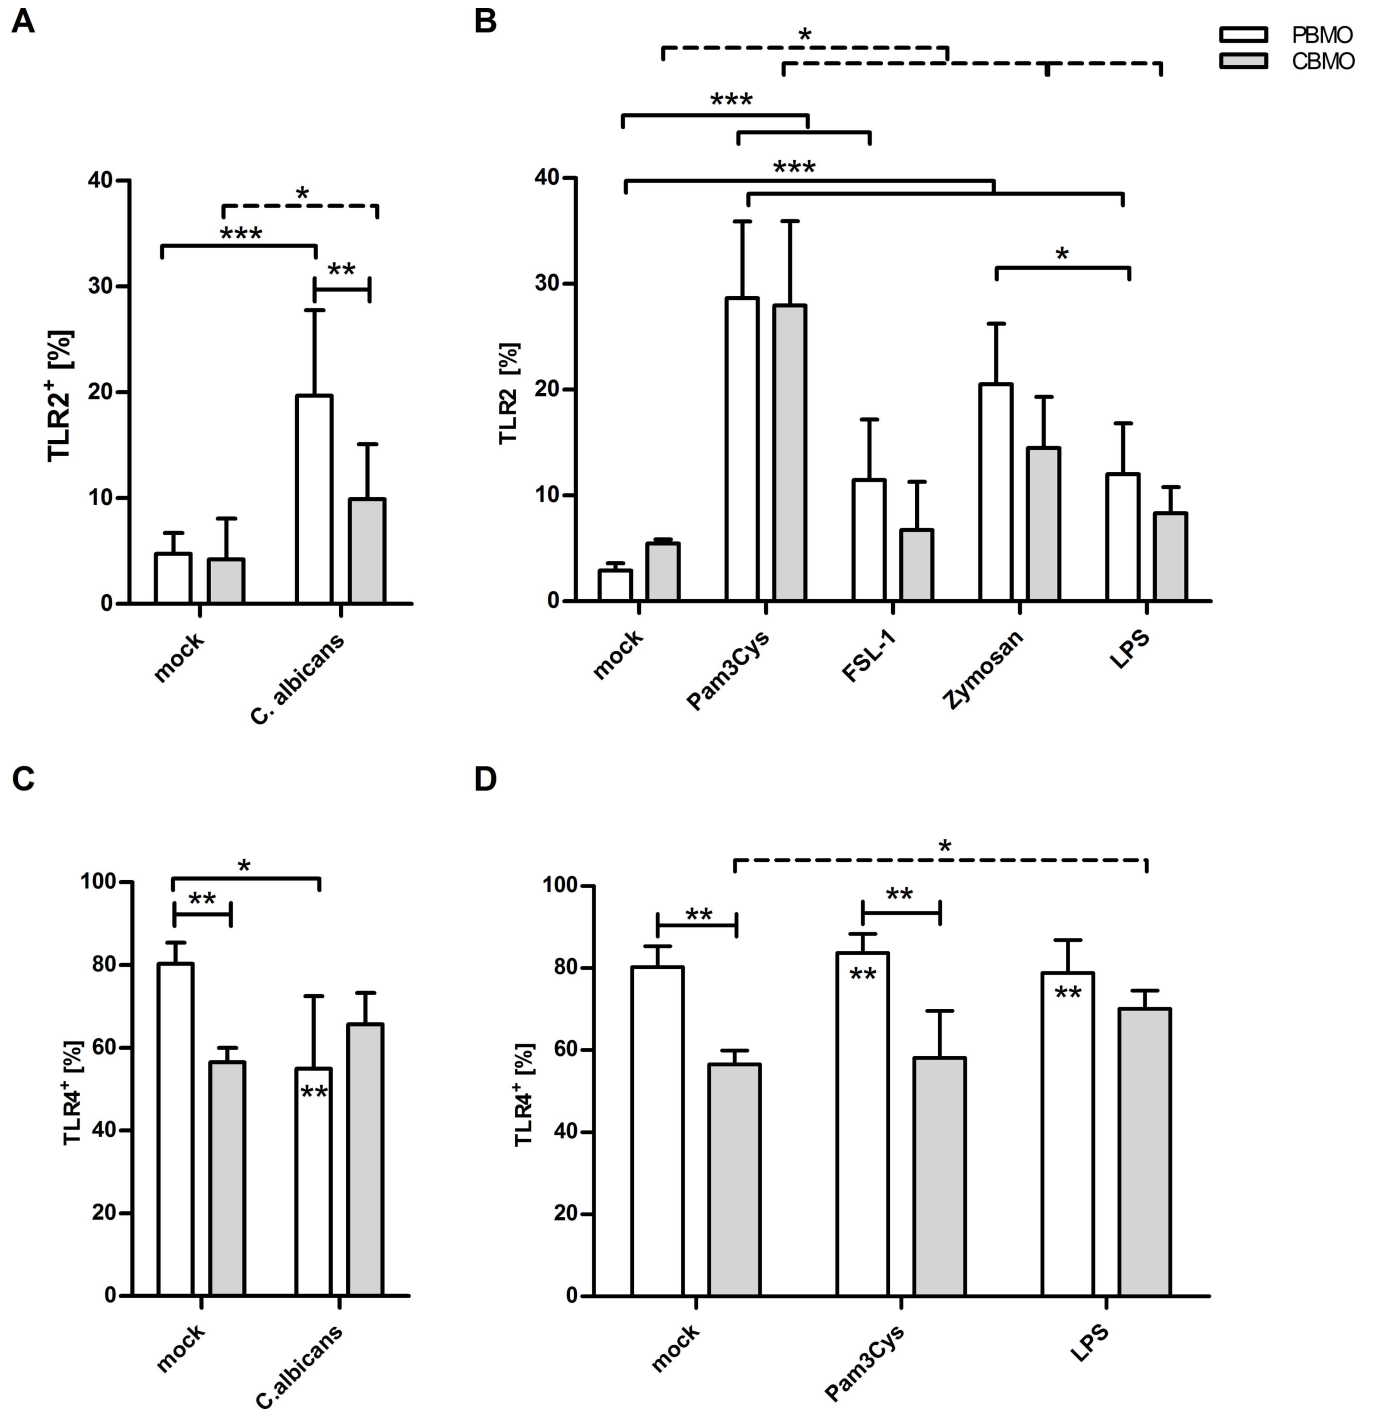 A
B
PBMO
CBMO
*
***
***
*
40
30
20
10
0
TLR2+ [%]
*
***
**
mock
C. albicans
40
30
20
10
0
TLR2 [%]
mock
Pam3Cys
FSL-1
Zymosan
LPS
C
D
100
80
60
40
20
0
TLR4+ [%]
*
**
**
mock
C.albicans
100
80
60
40
20
0
TLR4+ [%]
*
**
**
**
**
mock
Pam3Cys
LPS